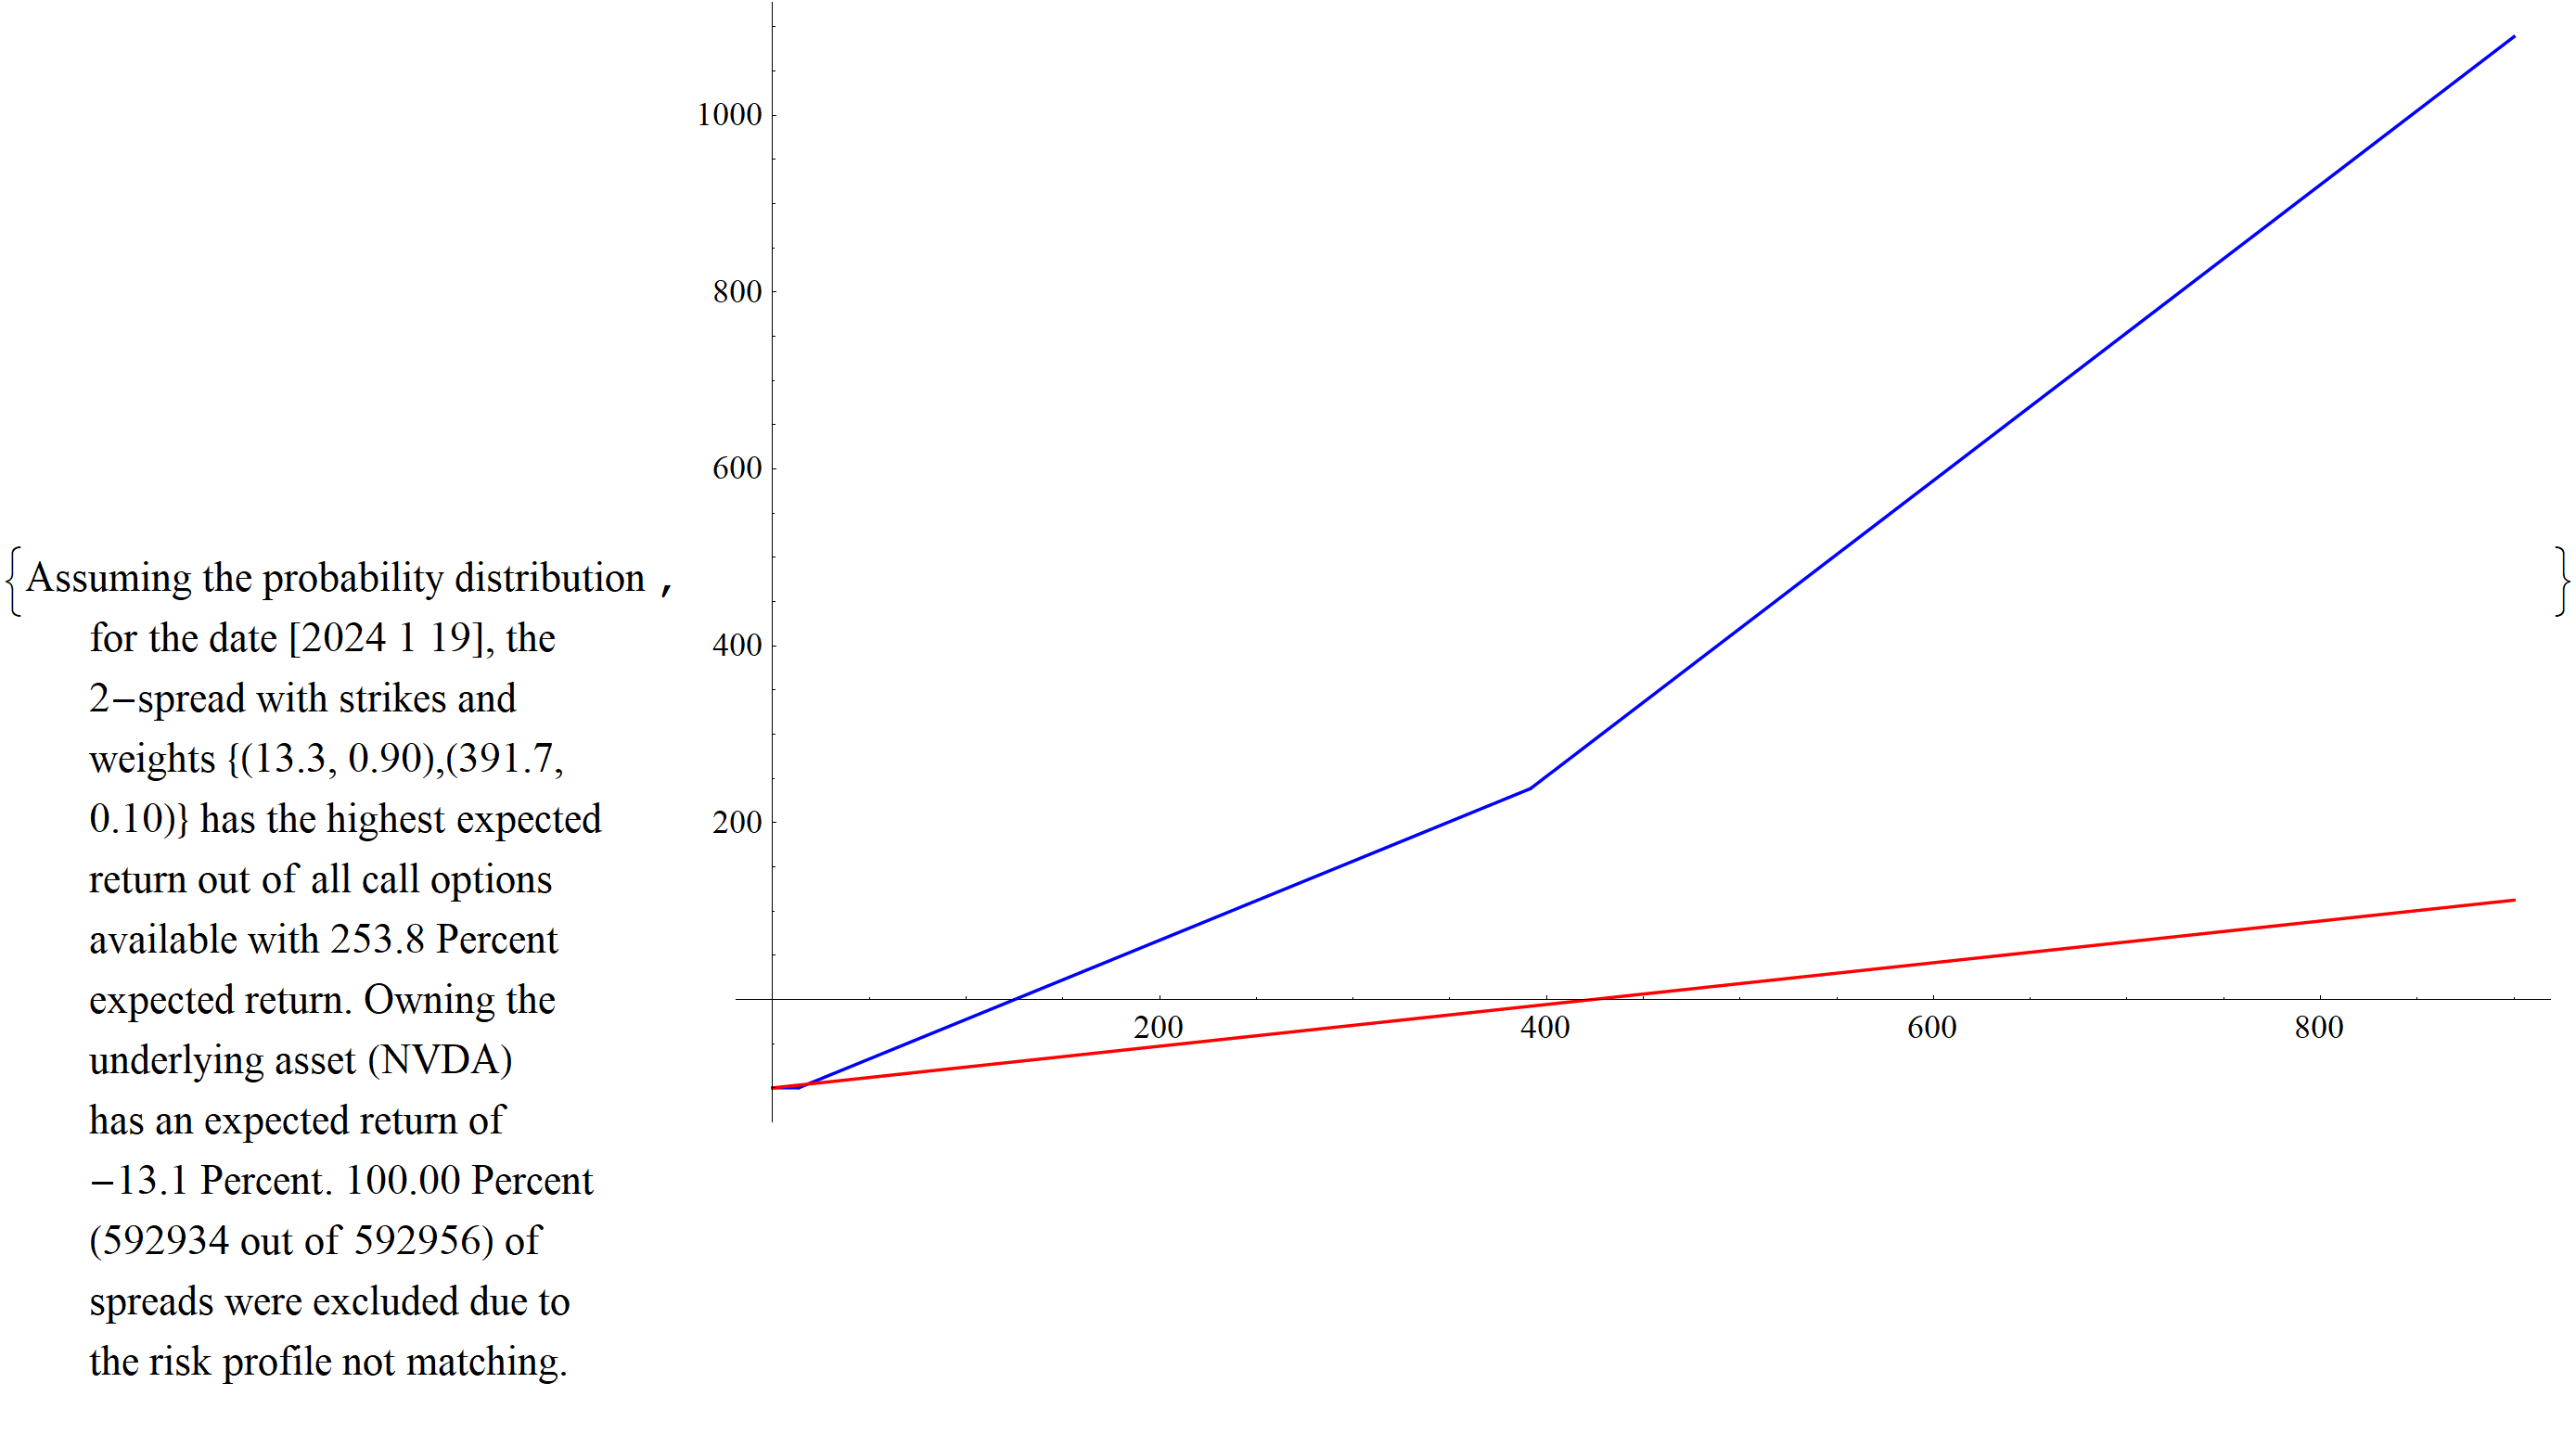 1000
800
600
400
200
200
400
600
800
{Assuming the probability distribution ,
for the date [2024 1 19], the
2−spread with strikes and
weights {(13.3, 0.90),(391.7,
0.10)} has the highest expected
return out of all call options
available with 253.8 Percent
expected return. Owning the
underlying asset (NVDA)
has an expected return of
−13.1 Percent. 100.00 Percent
(592934 out of 592956) of
spreads were excluded due to
the risk profile not matching.
}